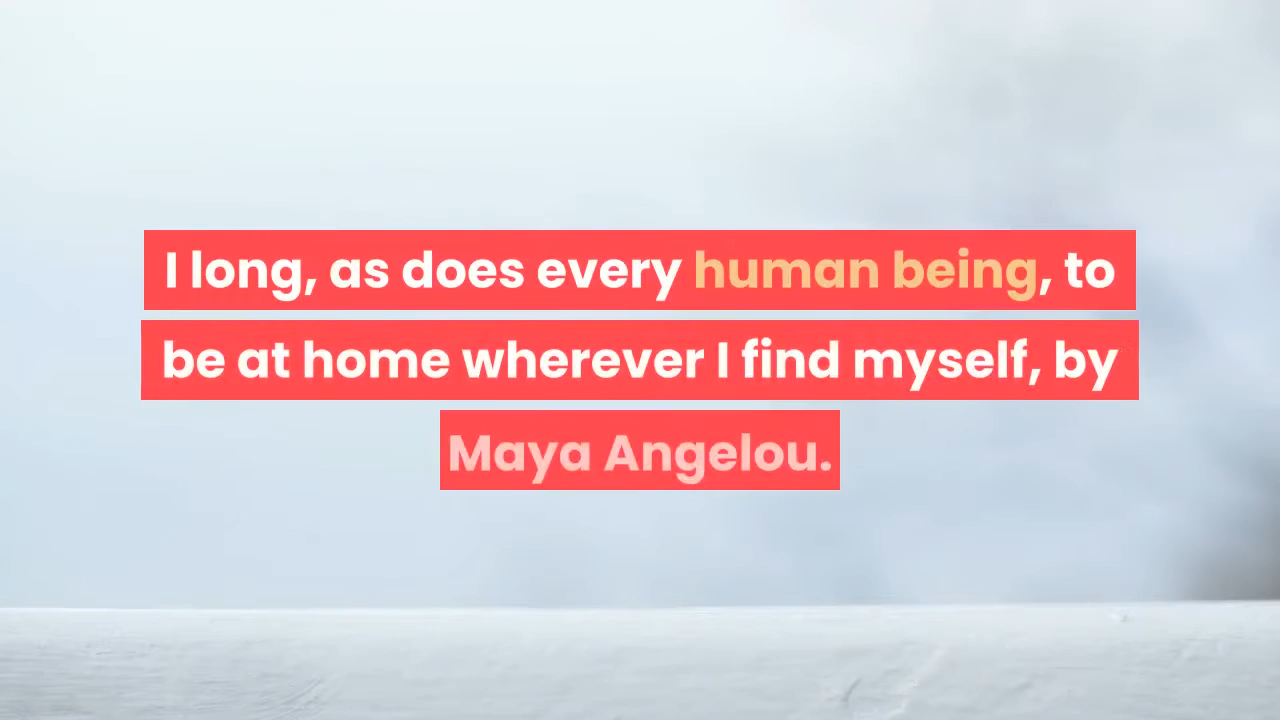 I long, as does every human being, to
be at home wherever I find myself, by
Maya Angelou.